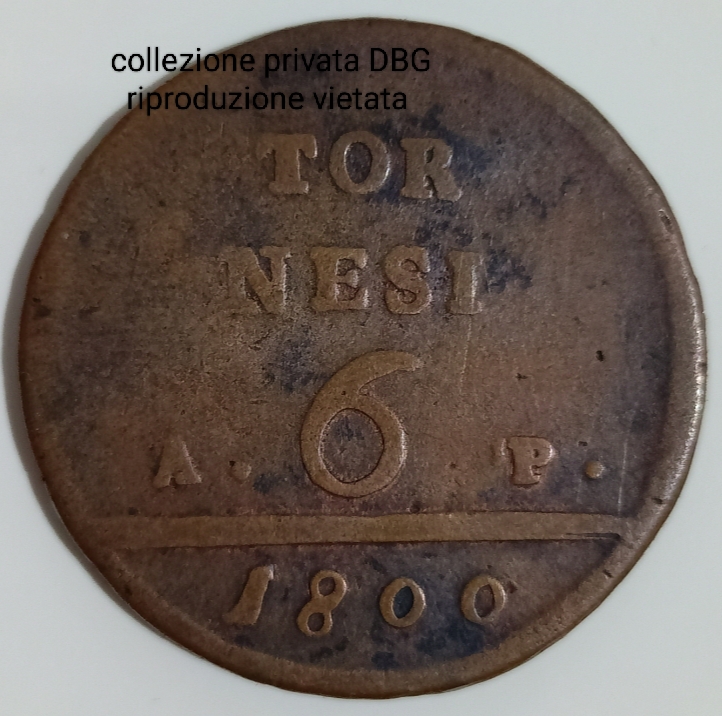 collezione privata DBG
riproduzione vietata
TOR
NESI
6
A. P.
1800